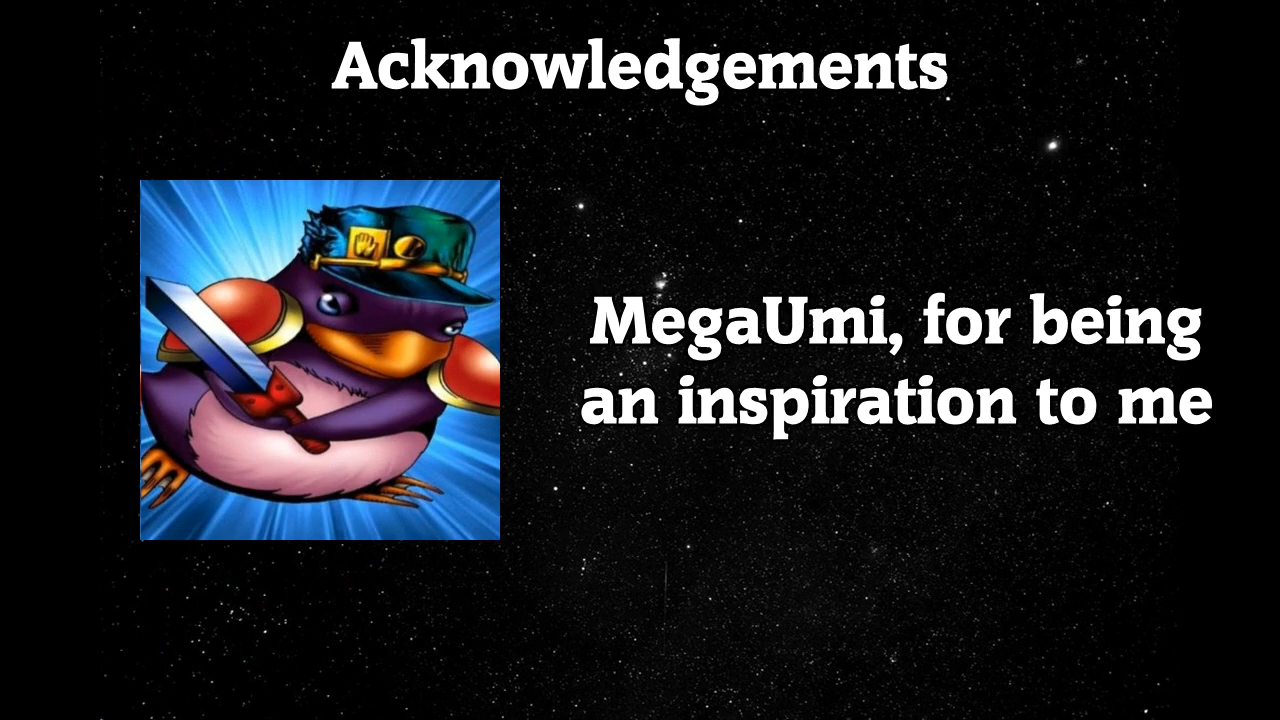 Acknowledgements
MegaUmi, for being
an inspiration to me